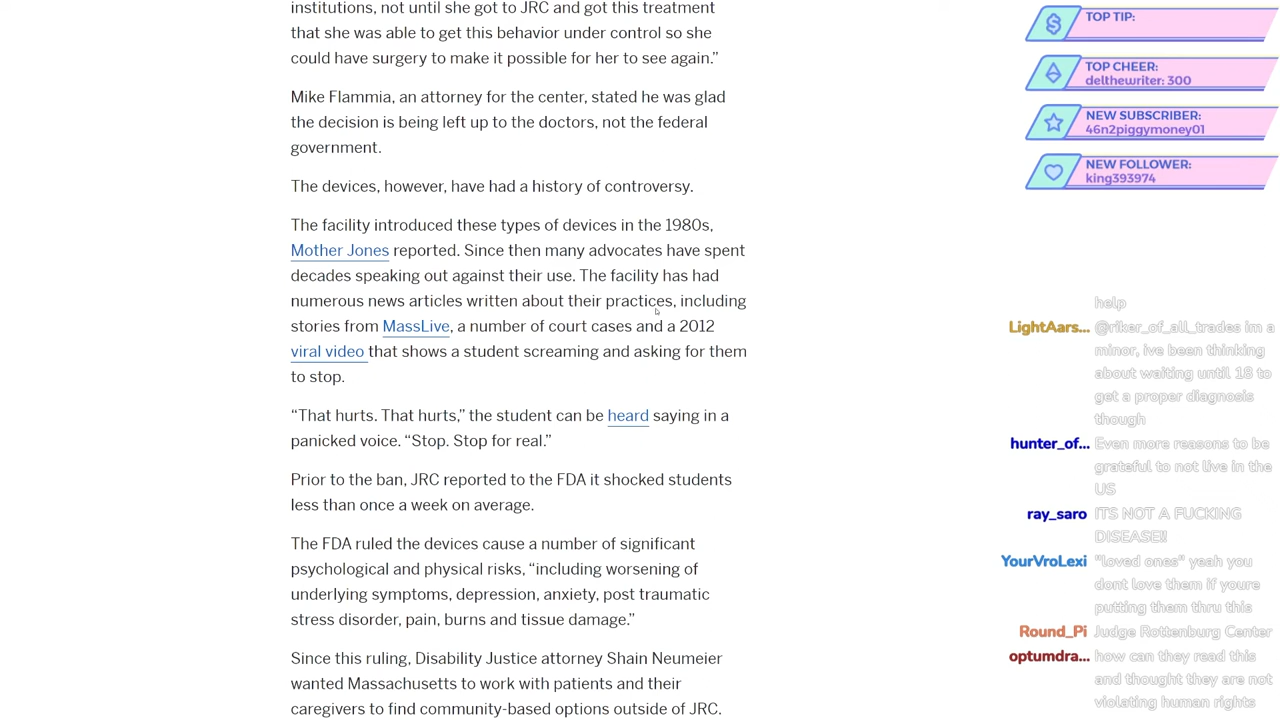 institutions, not until she got to JRC and got this treatment
that she was able to get this behavior under control so she
could have surgery to make it possible for her to see again.”
Mike Flammia, an attorney for the center, stated he was glad
the decision is being left up to the doctors, not the federal
government.
The devices, however, have had a history of controversy.
The facility introduced these types of devices in the 1980s,
Mother Jones reported. Since then many advocates have spent
decades speaking out against their use. The facility has had
numerous news articles written about their practices, including
stories from MassLive, a number of court cases and a 2012
viral video that shows a student screaming and asking for them
to stop.
“That hurts. That hurts,” the student can be heard saying in a
panicked voice. “Stop. Stop for real.”
Prior to the ban, JRC reported to the FDA it shocked students
less than once a week on average.
The FDA ruled the devices cause a number of significant
psychological and physical risks, “including worsening of
underlying symptoms, depression, anxiety, post traumatic
stress disorder, pain, burns and tissue damage.”
Since this ruling, Disability Justice attorney Shain Neumeier
wanted Massachusetts to work with patients and their
caregivers to find community-based options outside of JRC.
TOP TIP:
TOP CHEER:
delthewriter: 300
NEW SUBSCRIBER:
46n2piggymoney01
NEW FOLLOWER:
king393974
help
LightAars... @riker_of_all_trades im a
minor, ive been thinking
about waiting until 18 to
get a proper diagnosis
though
hunter_of... Even more reasons to be
grateful to not live in the
US
ray_saro ITS NOT A FUCKING
DISEASE!!
YourVroLexi "loved ones" yeah you
dont love them if youre
putting them thru this
Round_Pi Judge Rottenburg Center
optumdra... how can they read this
and thought they are not
violating human rights